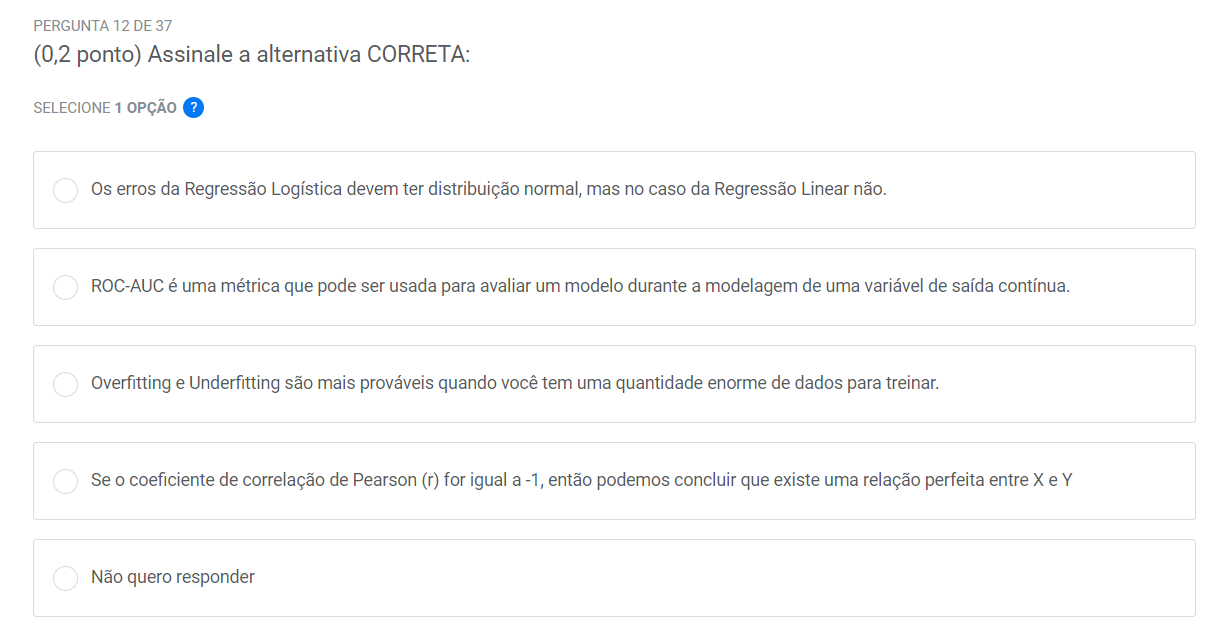 PERGUNTA 12 DE 37
(0,2 ponto) Assinale a alternativa CORRETA:
SELECIONE 1 OPÇÃO ?
Os erros da Regressão Logística devem ter distribuição normal, mas no caso da Regressão Linear não.
ROC-AUC é uma métrica que pode ser usada para avaliar um modelo durante a modelagem de uma variável de saída contínua.
Overfitting e Underfitting são mais prováveis quando você tem uma quantidade enorme de dados para treinar.
Se o coeficiente de correlação de Pearson (r) for igual a -1, então podemos concluir que existe uma relação perfeita entre X e Y
Não quero responder